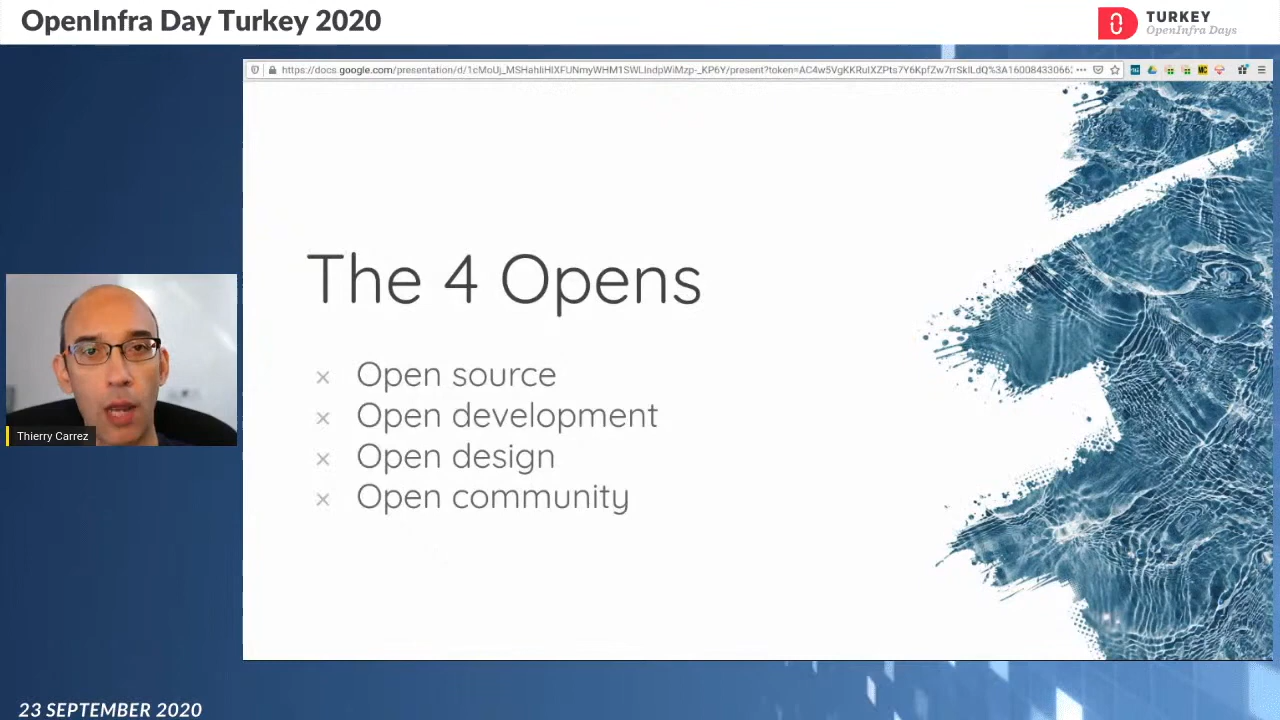 OpenInfra Day Turkey 2020
TURKEY
OpenInfra Days
The 4 Opens
× Open source
× Open development
× Open design
× Open community
Thierry Carrez
23 SEPTEMBER 2020